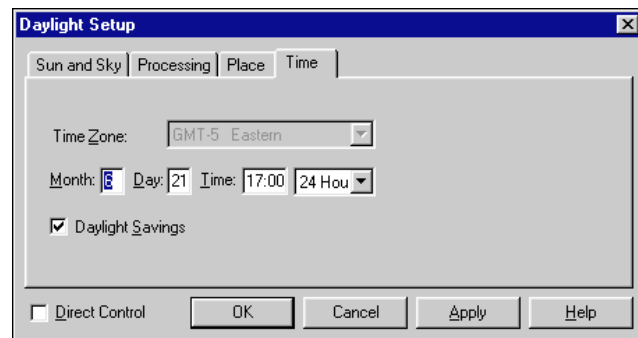 Daylight Setup
Sun and Sky Processing Place Time
Time Zone: GMT-5 Eastern
Month: 6 Day: 21 Time: 17:00 24 Hou
Daylight Savings
Direct Control OK Cancel Apply Help